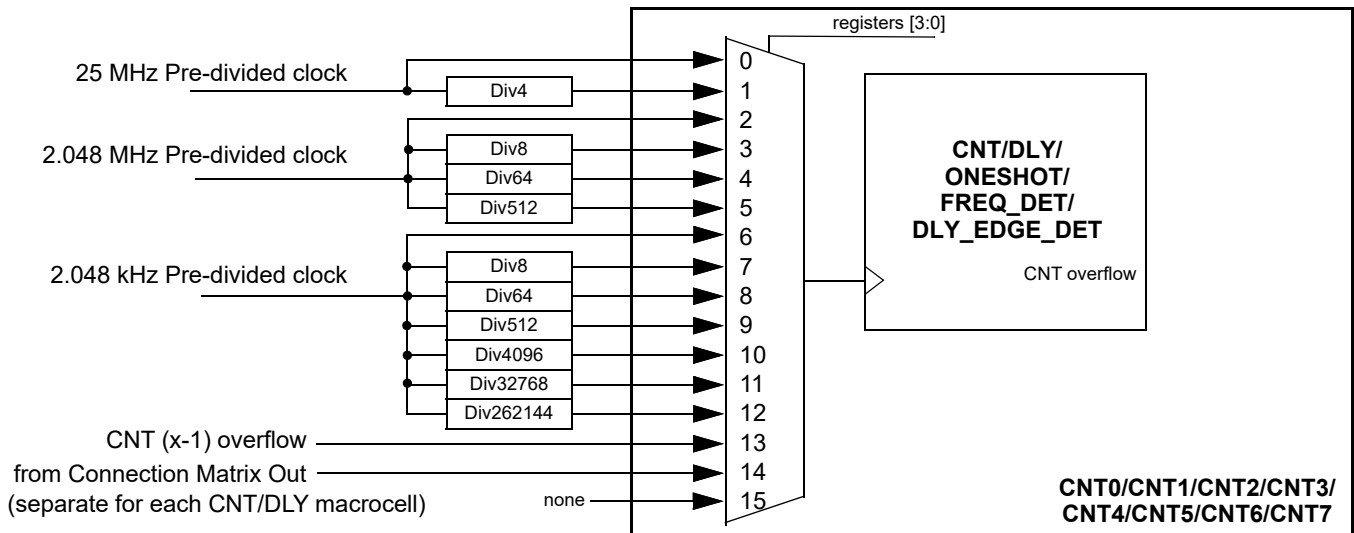 registers [3:0]
25 MHz Pre-divided clock
Div4
2.048 MHz Pre-divided clock
Div8
Div64
Div512
2.048 kHz Pre-divided clock
Div8
Div64
Div512
Div4096
Div32768
Div262144
CNT (x-1) overflow
from Connection Matrix Out
(separate for each CNT/DLY macrocell)
none
0
1
2
3
4
5
6
7
8
9
10
11
12
13
14
15
CNT/DLY/
ONESHOT/
FREQ_DET/
DLY_EDGE_DET
CNT overflow
CNT0/CNT1/CNT2/CNT3/
CNT4/CNT5/CNT6/CNT7